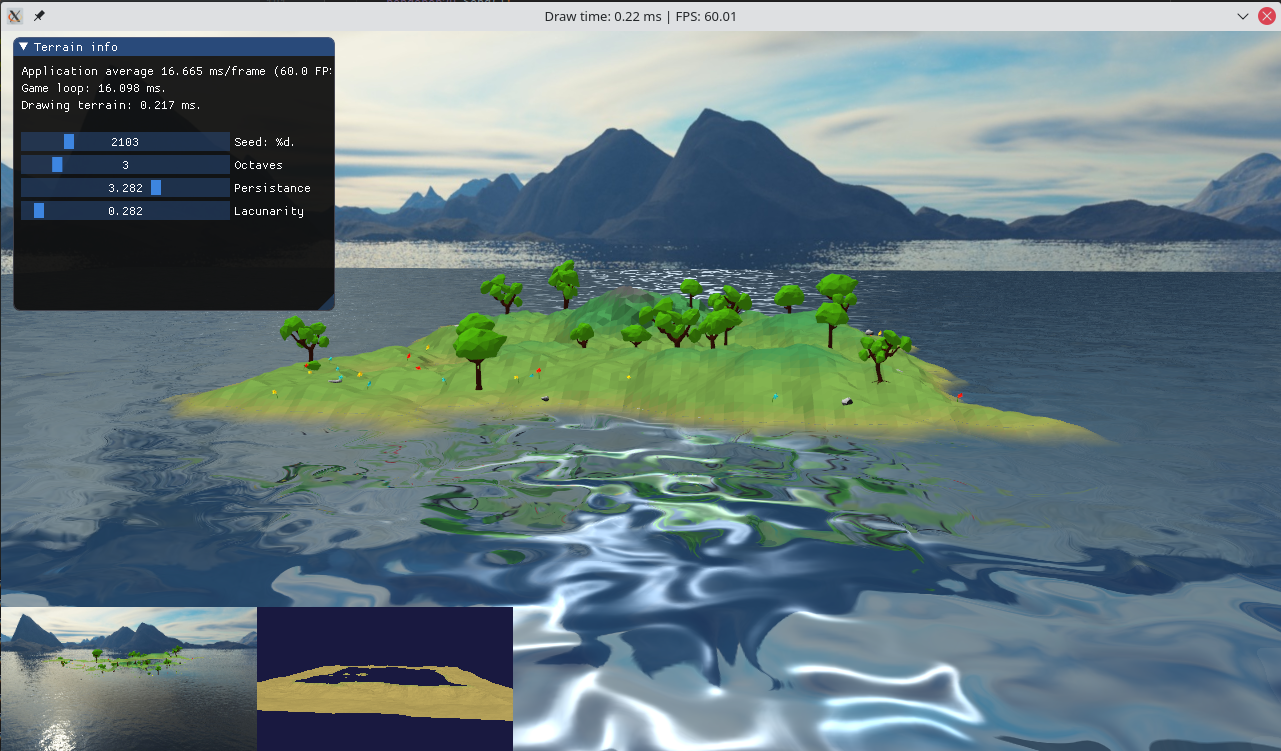 Draw time: 0.22 ms | FPS: 60.01
Terrain info
Application average 16.665 ms/frame (60.0 FP
Game loop: 16.098 ms.
Drawing terrain: 0.217 ms.
2103 Seed: %d.
3 Octaves
3.282 Persistance
0.282 Lacunarity